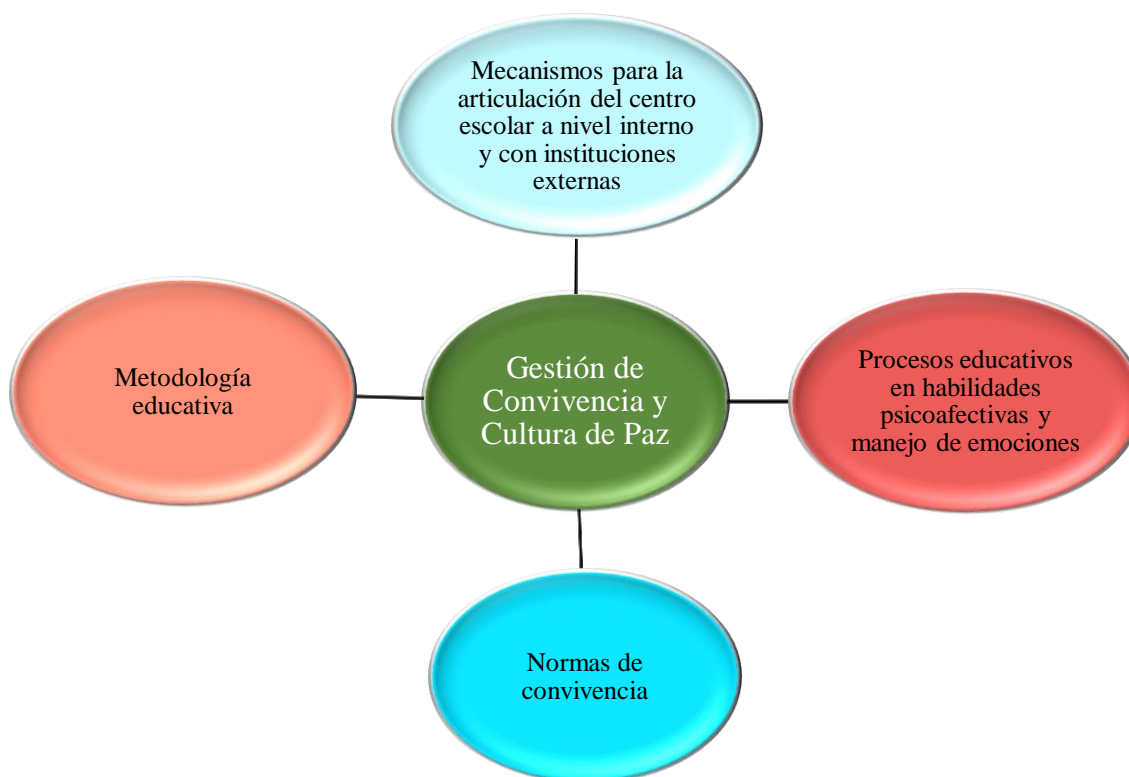 Mecanismos para la
articulación del centro
escolar a nivel interno
y con instituciones
externas
Metodología
educativa
Gestión de
Convivencia y
Cultura de Paz
Procesos educativos
en habilidades
psicoafectivas y
manejo de emociones
Normas de
convivencia